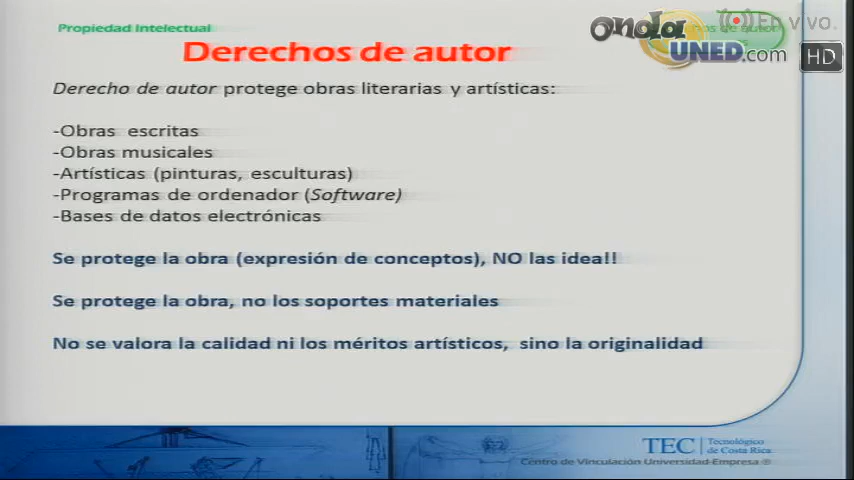 Propiedad Intelectual
Derechos de autor
Derecho de autor protege obras literarias y artísticas:
-Obras escritas
-Obras musicales
-Artísticas (pinturas, esculturas)
-Programas de ordenador (Software)
-Bases de datos electrónicas
Se protege la obra (expresión de conceptos), NO las idea!!
Se protege la obra, no los soportes materiales
No se valora la calidad ni los méritos artísticos, sino la originalidad
onda
UNED.com
En vivo.
HD
TEC
Tecnológico
de Costa Rica
Centro de Vinculación Universidad-Empresa ®